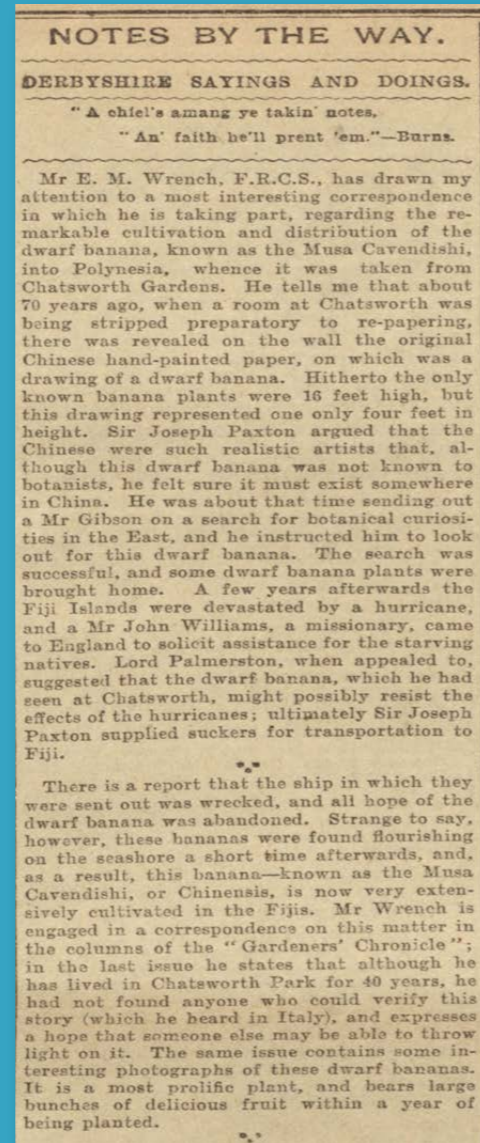 NOTES BY THE WAY.
DERBYSHIRE SAYINGS AND DOINGS.
"A chiel's amang ye takin' notes,
"An' faith he'll prent 'em."—Burns.
Mr E. M. Wrench, F.R.C.S., has drawn my
attention to a most interesting correspondence
in which he is taking part, regarding the re-
markable cultivation and distribution of the
dwarf banana, known as the Musa Cavendishi,
into Polynesia, whence it was taken from
Chatsworth Gardens. He tells me that about
70 years ago, when a room at Chatsworth was
being stripped preparatory to re-papering,
there was revealed on the wall the original
Chinese hand-painted paper, on which was a
drawing of a dwarf banana. Hitherto the only
known banana plants were 16 feet high, but
this drawing represented one only four feet in
height. Sir Joseph Paxton argued that the
Chinese were such realistic artists that, al-
though this dwarf banana was not known to
botanists, he felt sure it must exist somewhere
in China. He was about that time sending out
a Mr Gibson on a search for botanical curiosi-
ties in the East, and he instructed him to look
out for this dwarf banana. The search was
successful, and some dwarf banana plants were
brought home. A few years afterwards the
Fiji Islands were devastated by a hurricane,
and a Mr John Williams, a missionary, came
to England to solicit assistance for the starving
natives. Lord Palmerston, when appealed to,
suggested that the dwarf banana, which he had
seen at Chatsworth, might possibly resist the
effects of the hurricanes; ultimately Sir Joseph
Paxton supplied suckers for transportation to
Fiji.
There is a report that the ship in which they
were sent out was wrecked, and all hope of the
dwarf banana was abandoned. Strange to say,
however, these bananas were found flourishing
on the seashore a short time afterwards, and,
as a result, this banana—known as the Musa
Cavendishi, or Chinensis, is now very exten-
sively cultivated in the Fijis. Mr Wrench is
engaged in a correspondence on this matter in
the columns of the "Gardeners' Chronicle";
in the last issue he states that although he
has lived in Chatsworth Park for 40 years, he
had not found anyone who could verify this
story (which he heard in Italy), and expresses
a hope that someone else may be able to throw
light on it. The same issue contains some in-
teresting photographs of these dwarf bananas.
It is a most prolific plant, and bears large
bunches of delicious fruit within a year of
being planted.